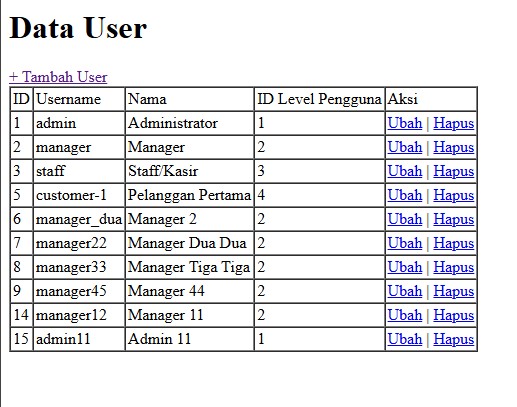 Data User
+ Tambah User
ID Username Nama ID Level Pengguna Aksi
1 admin Administrator 1 Ubah | Hapus
2 manager Manager 2 Ubah | Hapus
3 staff Staff/Kasir 3 Ubah | Hapus
5 customer-1 Pelanggan Pertama 4 Ubah | Hapus
6 manager_dua Manager 2 2 Ubah | Hapus
7 manager22 Manager Dua Dua 2 Ubah | Hapus
8 manager33 Manager Tiga Tiga 2 Ubah | Hapus
9 manager45 Manager 44 2 Ubah | Hapus
14 manager12 Manager 11 2 Ubah | Hapus
15 admin11 Admin 11 1 Ubah | Hapus